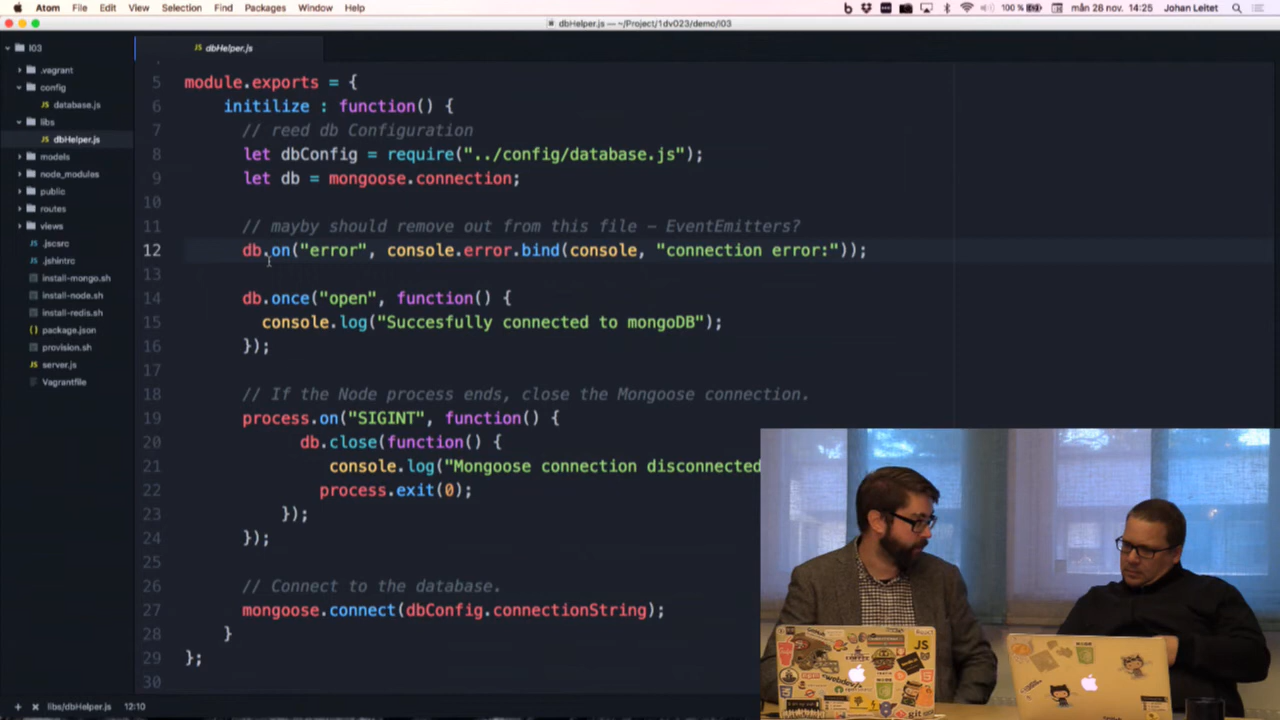 Atom File Edit View Selection Find Packages Window Help 100 % mån 28 nov. 14:25 Johan Leitet
dbHelper.js — ~/Project/1dv023/demo/l03
l03
dbHelper.js
.vagrant
config
database.js
libs
dbHelper.js
models
node_modules
public
routes
views
.jscsrc
.jshintrc
install-mongo.sh
install-node.sh
install-redis.sh
package.json
provision.sh
server.js
Vagrantfile
5 module.exports = {
6 initilize : function() {
7 // reed db Configuration
8 let dbConfig = require("../config/database.js");
9 let db = mongoose.connection;
10
11 // mayby should remove out from this file – EventEmitters?
12 db.on("error", console.error.bind(console, "connection error:"));
13
14 db.once("open", function() {
15 console.log("Succesfully connected to mongoDB");
16 });
17
18 // If the Node process ends, close the Mongoose connection.
19 process.on("SIGINT", function() {
20 db.close(function() {
21 console.log("Mongoose connection disconnected
22 process.exit(0);
23 });
24 });
25
26 // Connect to the database.
27 mongoose.connect(dbConfig.connectionString);
28 }
29 };
30
libs/dbHelper.js 12:10
JS
git